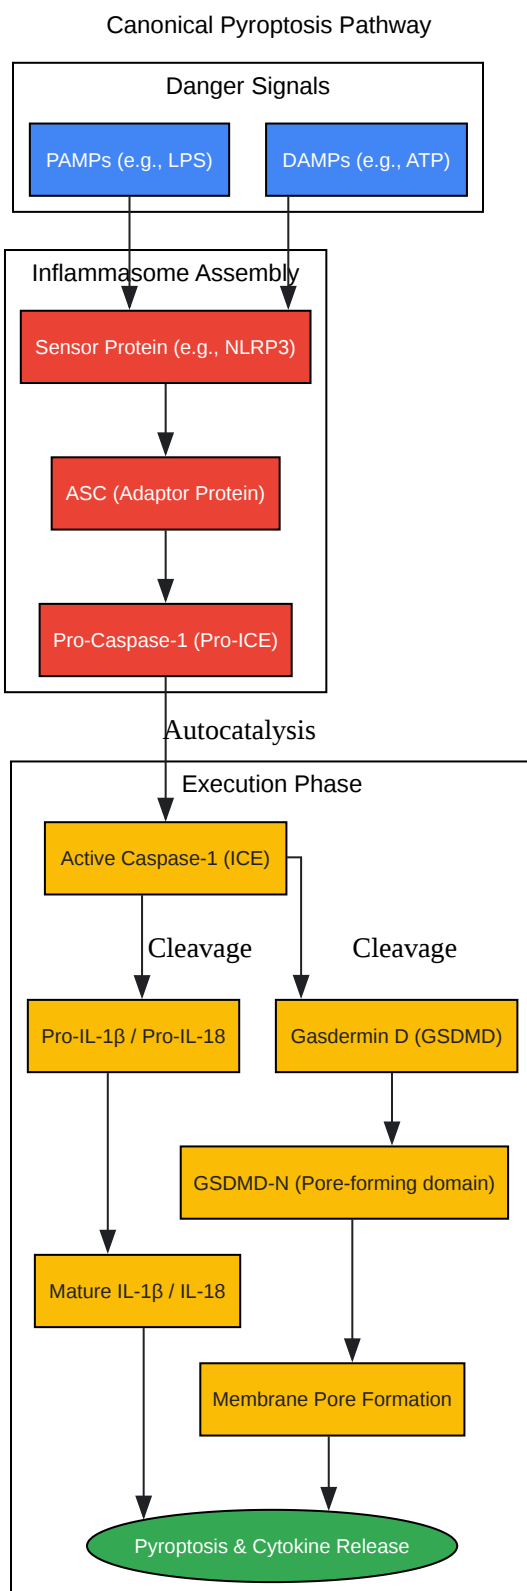 Canonical Pyroptosis Pathway
Danger Signals
PAMPs (e.g., LPS)
DAMPs (e.g., ATP)
Inflammasome Assembly
Sensor Protein (e.g., NLRP3)
ASC (Adaptor Protein)
Pro-Caspase-1 (Pro-ICE)
Autocatalysis
Execution Phase
Active Caspase-1 (ICE)
Cleavage
Cleavage
Pro-IL-1β / Pro-IL-18
Gasdermin D (GSDMD)
GSDMD-N (Pore-forming domain)
Mature IL-1β / IL-18
Membrane Pore Formation
Pyroptosis & Cytokine Release